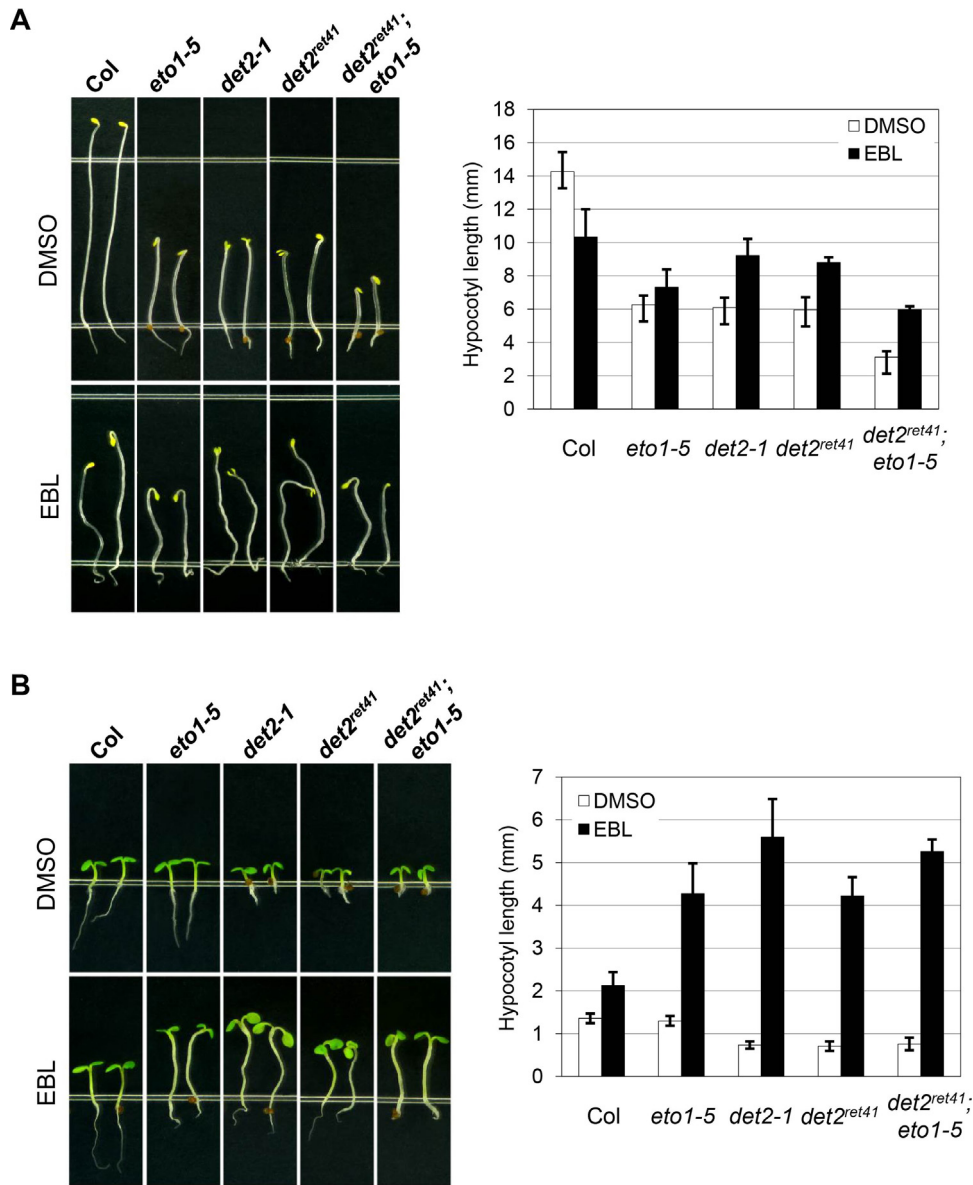 A
Col
eto1-5
det2-1
det2ret41
det2ret41;
eto1-5
DMSO
EBL
18
16
14
12
10
8
6
4
2
0
Hypocotyl length (mm)
DMSO
EBL
Col
eto1-5
det2-1
det2ret41
det2ret41;
eto1-5
B
Col
eto1-5
det2-1
det2ret41
det2ret41;
eto1-5
DMSO
EBL
7
6
5
4
3
2
1
0
Hypocotyl length (mm)
DMSO
EBL
Col
eto1-5
det2-1
det2ret41
det2ret41;
eto1-5